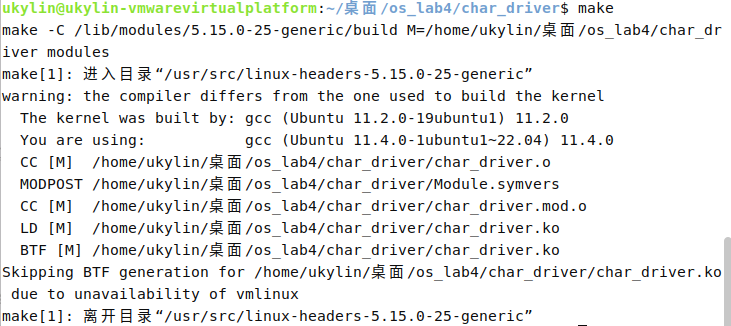 ukylin@ukylin-vmwarevirtualplatform:~/桌面/os_lab4/char_driver$ make
make -C /lib/modules/5.15.0-25-generic/build M=/home/ukylin/桌面/os_lab4/char_dr
iver modules
make[1]: 进入目录“/usr/src/linux-headers-5.15.0-25-generic”
warning: the compiler differs from the one used to build the kernel
  The kernel was built by: gcc (Ubuntu 11.2.0-19ubuntu1) 11.2.0
  You are using:           gcc (Ubuntu 11.4.0-1ubuntu1~22.04) 11.4.0
  CC [M]  /home/ukylin/桌面/os_lab4/char_driver/char_driver.o
  MODPOST /home/ukylin/桌面/os_lab4/char_driver/Module.symvers
  CC [M]  /home/ukylin/桌面/os_lab4/char_driver/char_driver.mod.o
  LD [M]  /home/ukylin/桌面/os_lab4/char_driver/char_driver.ko
  BTF [M] /home/ukylin/桌面/os_lab4/char_driver/char_driver.ko
Skipping BTF generation for /home/ukylin/桌面/os_lab4/char_driver/char_driver.ko
 due to unavailability of vmlinux
make[1]: 离开目录“/usr/src/linux-headers-5.15.0-25-generic”